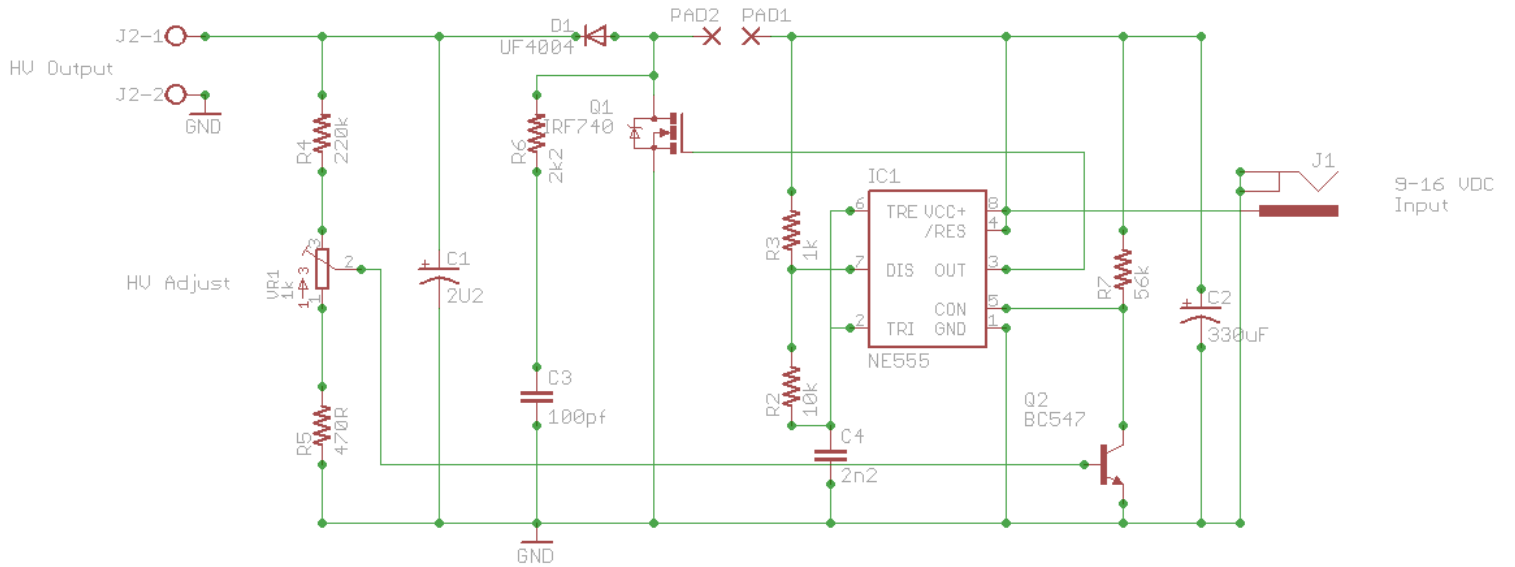 PAD2
PAD1
D1
UF4004
J2-1
HV Output
J2-2
GND
Q1
IRF740
R4
220k
R6
2k2
IC1
J1
9-16 VDC
Input
6
TRE
VCC+
8
/RES
4
R3
1k
7
DIS
OUT
3
CON
5
2
TRI
GND
1
NE555
R7
56k
HV Adjust
VR1
1k
1
3
3
2
1
C1
2U2
+
C2
330uF
+
R2
10k
C3
100pf
Q2
BC547
R5
470R
C4
2n2
GND